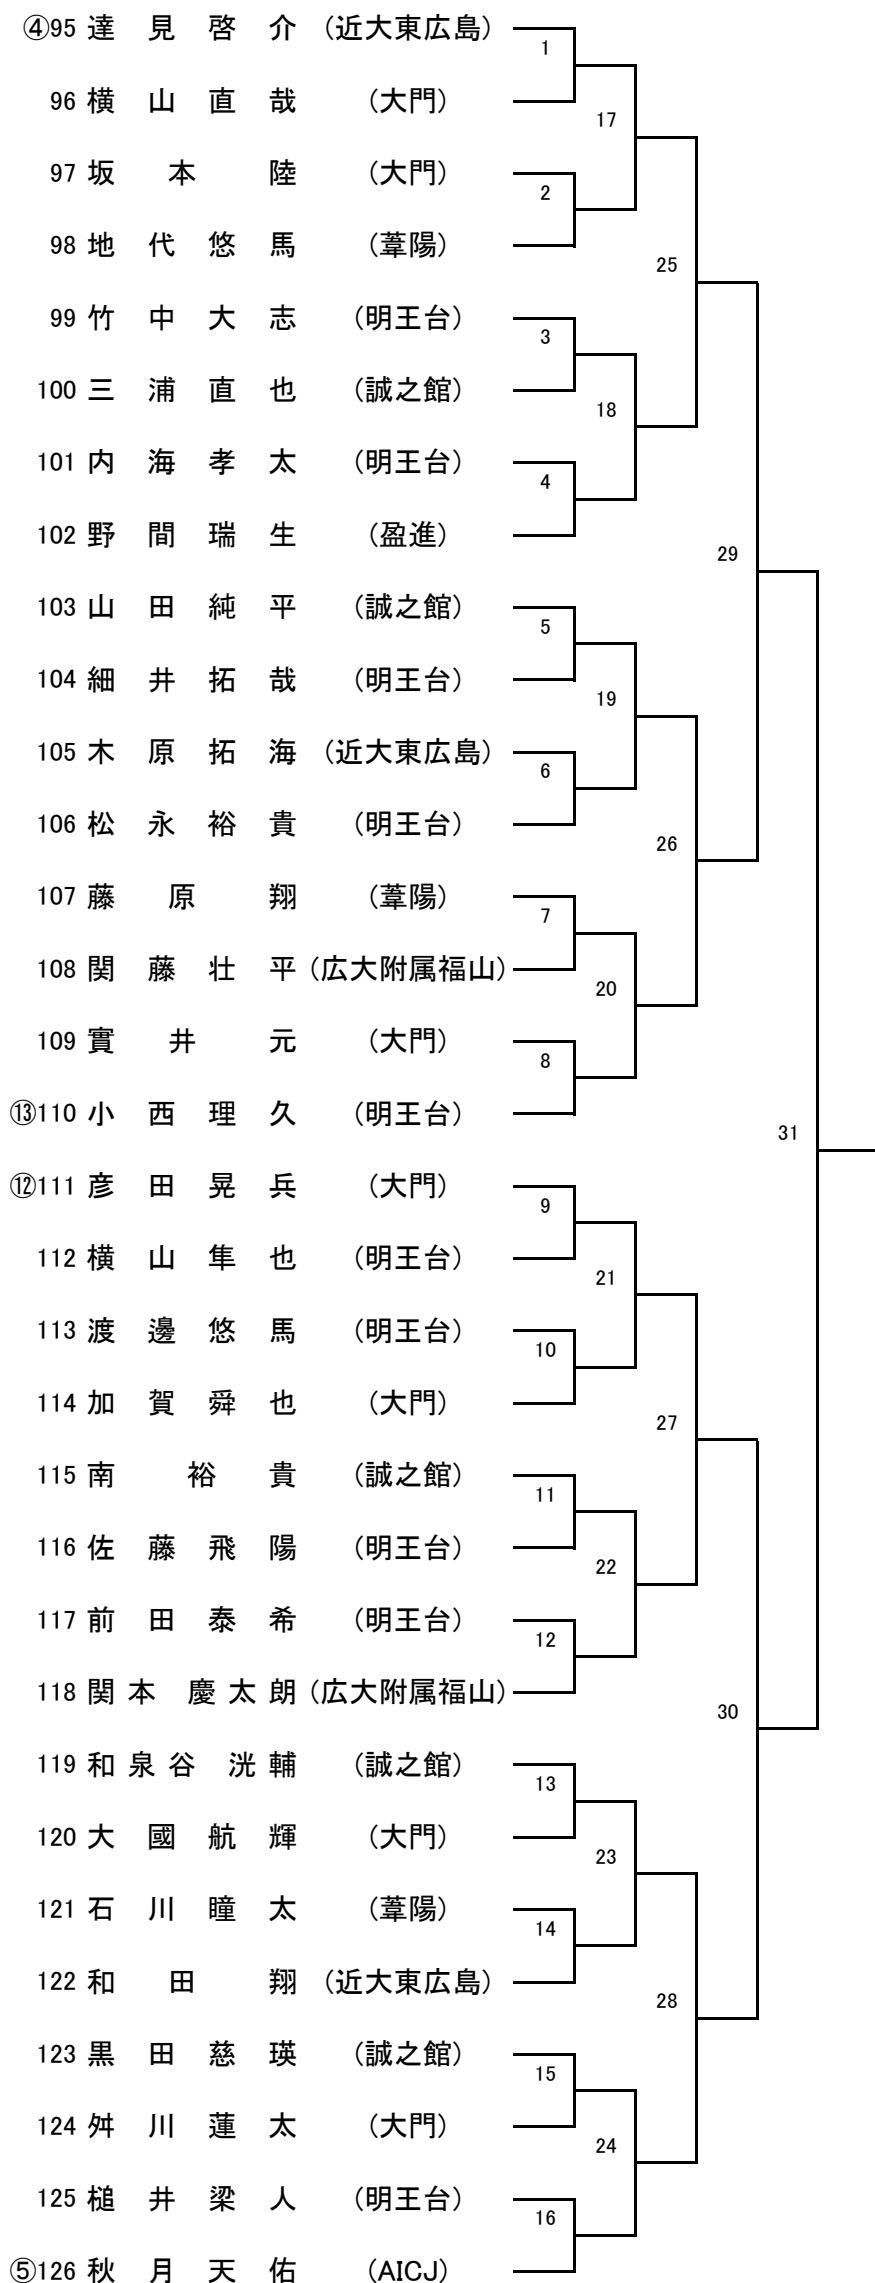 ④95 達見啓介 (近大東広島)
1
96 横山直哉 (大門)
17
97 坂本陸 (大門)
2
98 地代悠馬 (葦陽)
25
99 竹中大志 (明王台)
3
100 三浦直也 (誠之館)
18
101 内海孝太 (明王台)
4
102 野間瑞生 (盈進)
29
103 山田純平 (誠之館)
5
104 細井拓哉 (明王台)
19
105 木原拓海 (近大東広島)
6
106 松永裕貴 (明王台)
26
107 藤原翔 (葦陽)
7
108 関藤壮平 (広大附属福山)
20
109 實井元 (大門)
8
⑬110 小西理久 (明王台)
31
⑫111 彦田晃兵 (大門)
9
112 横山隼也 (明王台)
21
113 渡邊悠馬 (明王台)
10
114 加賀舜也 (大門)
27
115 南裕貴 (誠之館)
11
116 佐藤飛陽 (明王台)
22
117 前田泰希 (明王台)
12
118 関本慶太朗 (広大附属福山)
30
119 和泉谷洸輔 (誠之館)
13
120 大國航輝 (大門)
23
121 石川瞳太 (葦陽)
14
122 和田翔 (近大東広島)
28
123 黒田慈瑛 (誠之館)
15
124 舛川蓮太 (大門)
24
125 槌井梁人 (明王台)
16
⑤126 秋月天佑 (AICJ)